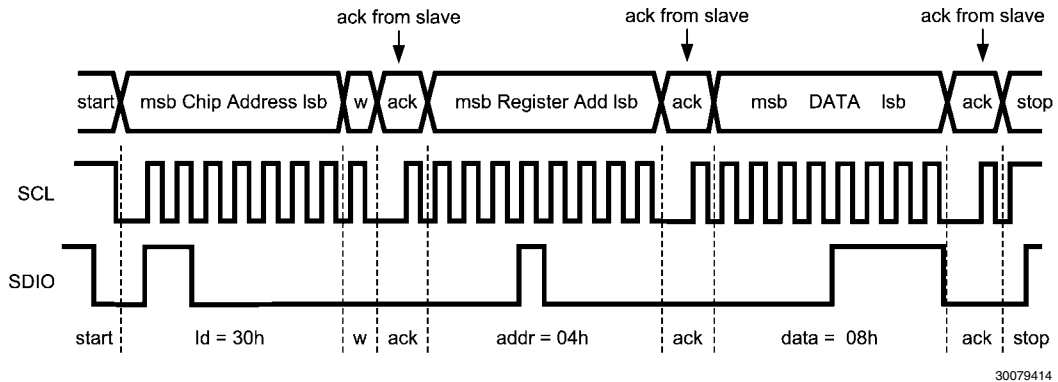 ack from slave ack from slave ack from slave
start msb Chip Address lsb w ack msb Register Add lsb ack msb DATA lsb ack stop
SCL
SDIO
start Id = 30h w ack addr = 04h ack data = 08h ack stop
30079414